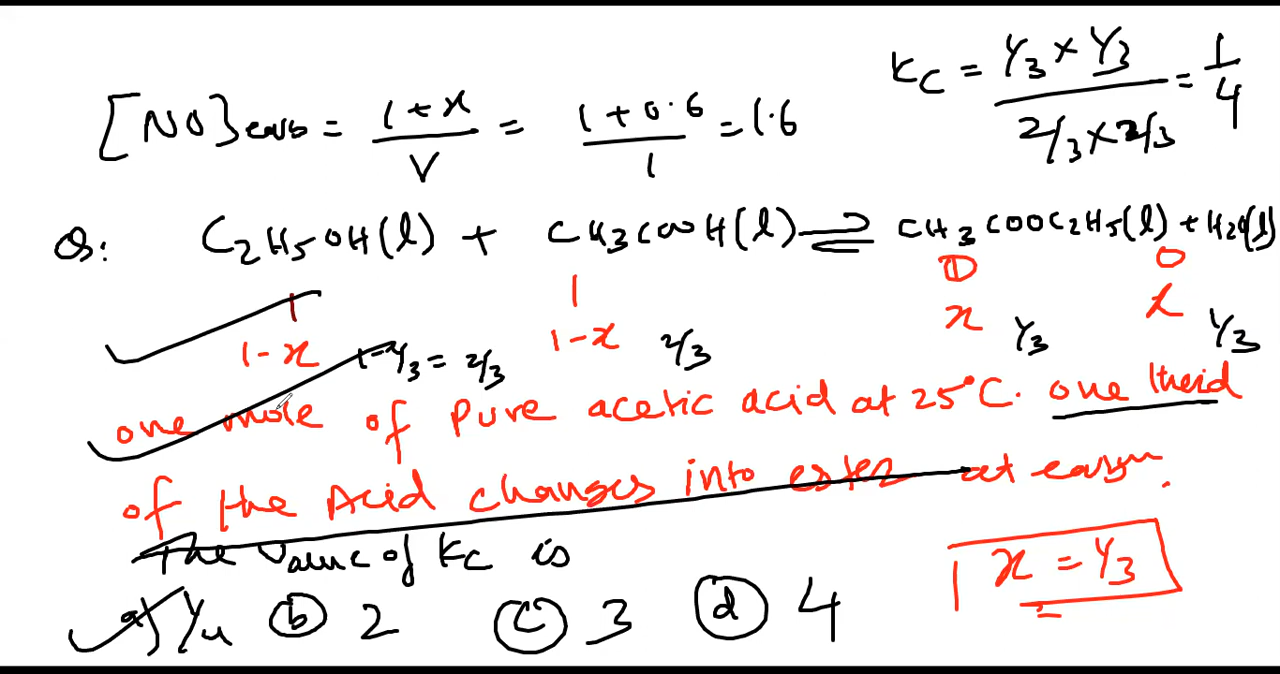 [NO]eqlb = 1+x/V = 1+0.6/1 = 1.6
KC = 1/3 × 1/3 / 2/3 × 2/3 = 1/4
Q: C2H5OH(l) + CH3COOH(l) ⇌ CH3COOC2H5(l) + H2O(l)
1 1 0 0
1-x 1-1/3 = 2/3 1-x 2/3 x 1/3 x 1/3
one mole of pure acetic acid at 25°C. one third
of the Acid changes into ester at eqbm.
The value of KC is
x = 1/3
a) 1/4 (b) 2 (c) 3 (d) 4